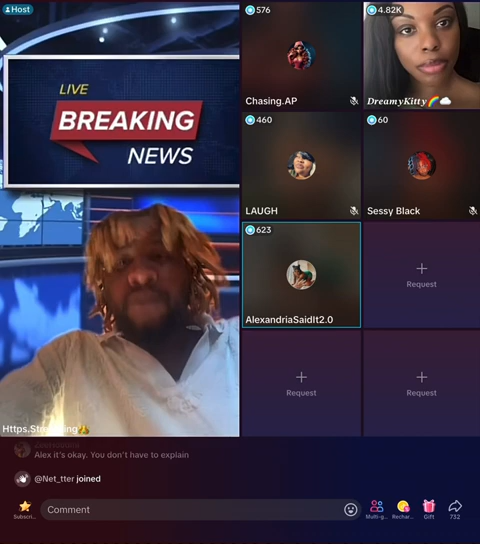 Host
LIVE
BREAKING
NEWS
576
Chasing.AP
4.82K
DreamyKitty🌈☁️
460
LAUGH
60
Sessy Black
623
AlexandriaSaidIt2.0
+
Request
+
Request
+
Request
Alex it's okay. You don't have to explain
@Net_tter joined
Subscri...
Comment
Multi-g...
Rechar...
Gift
732